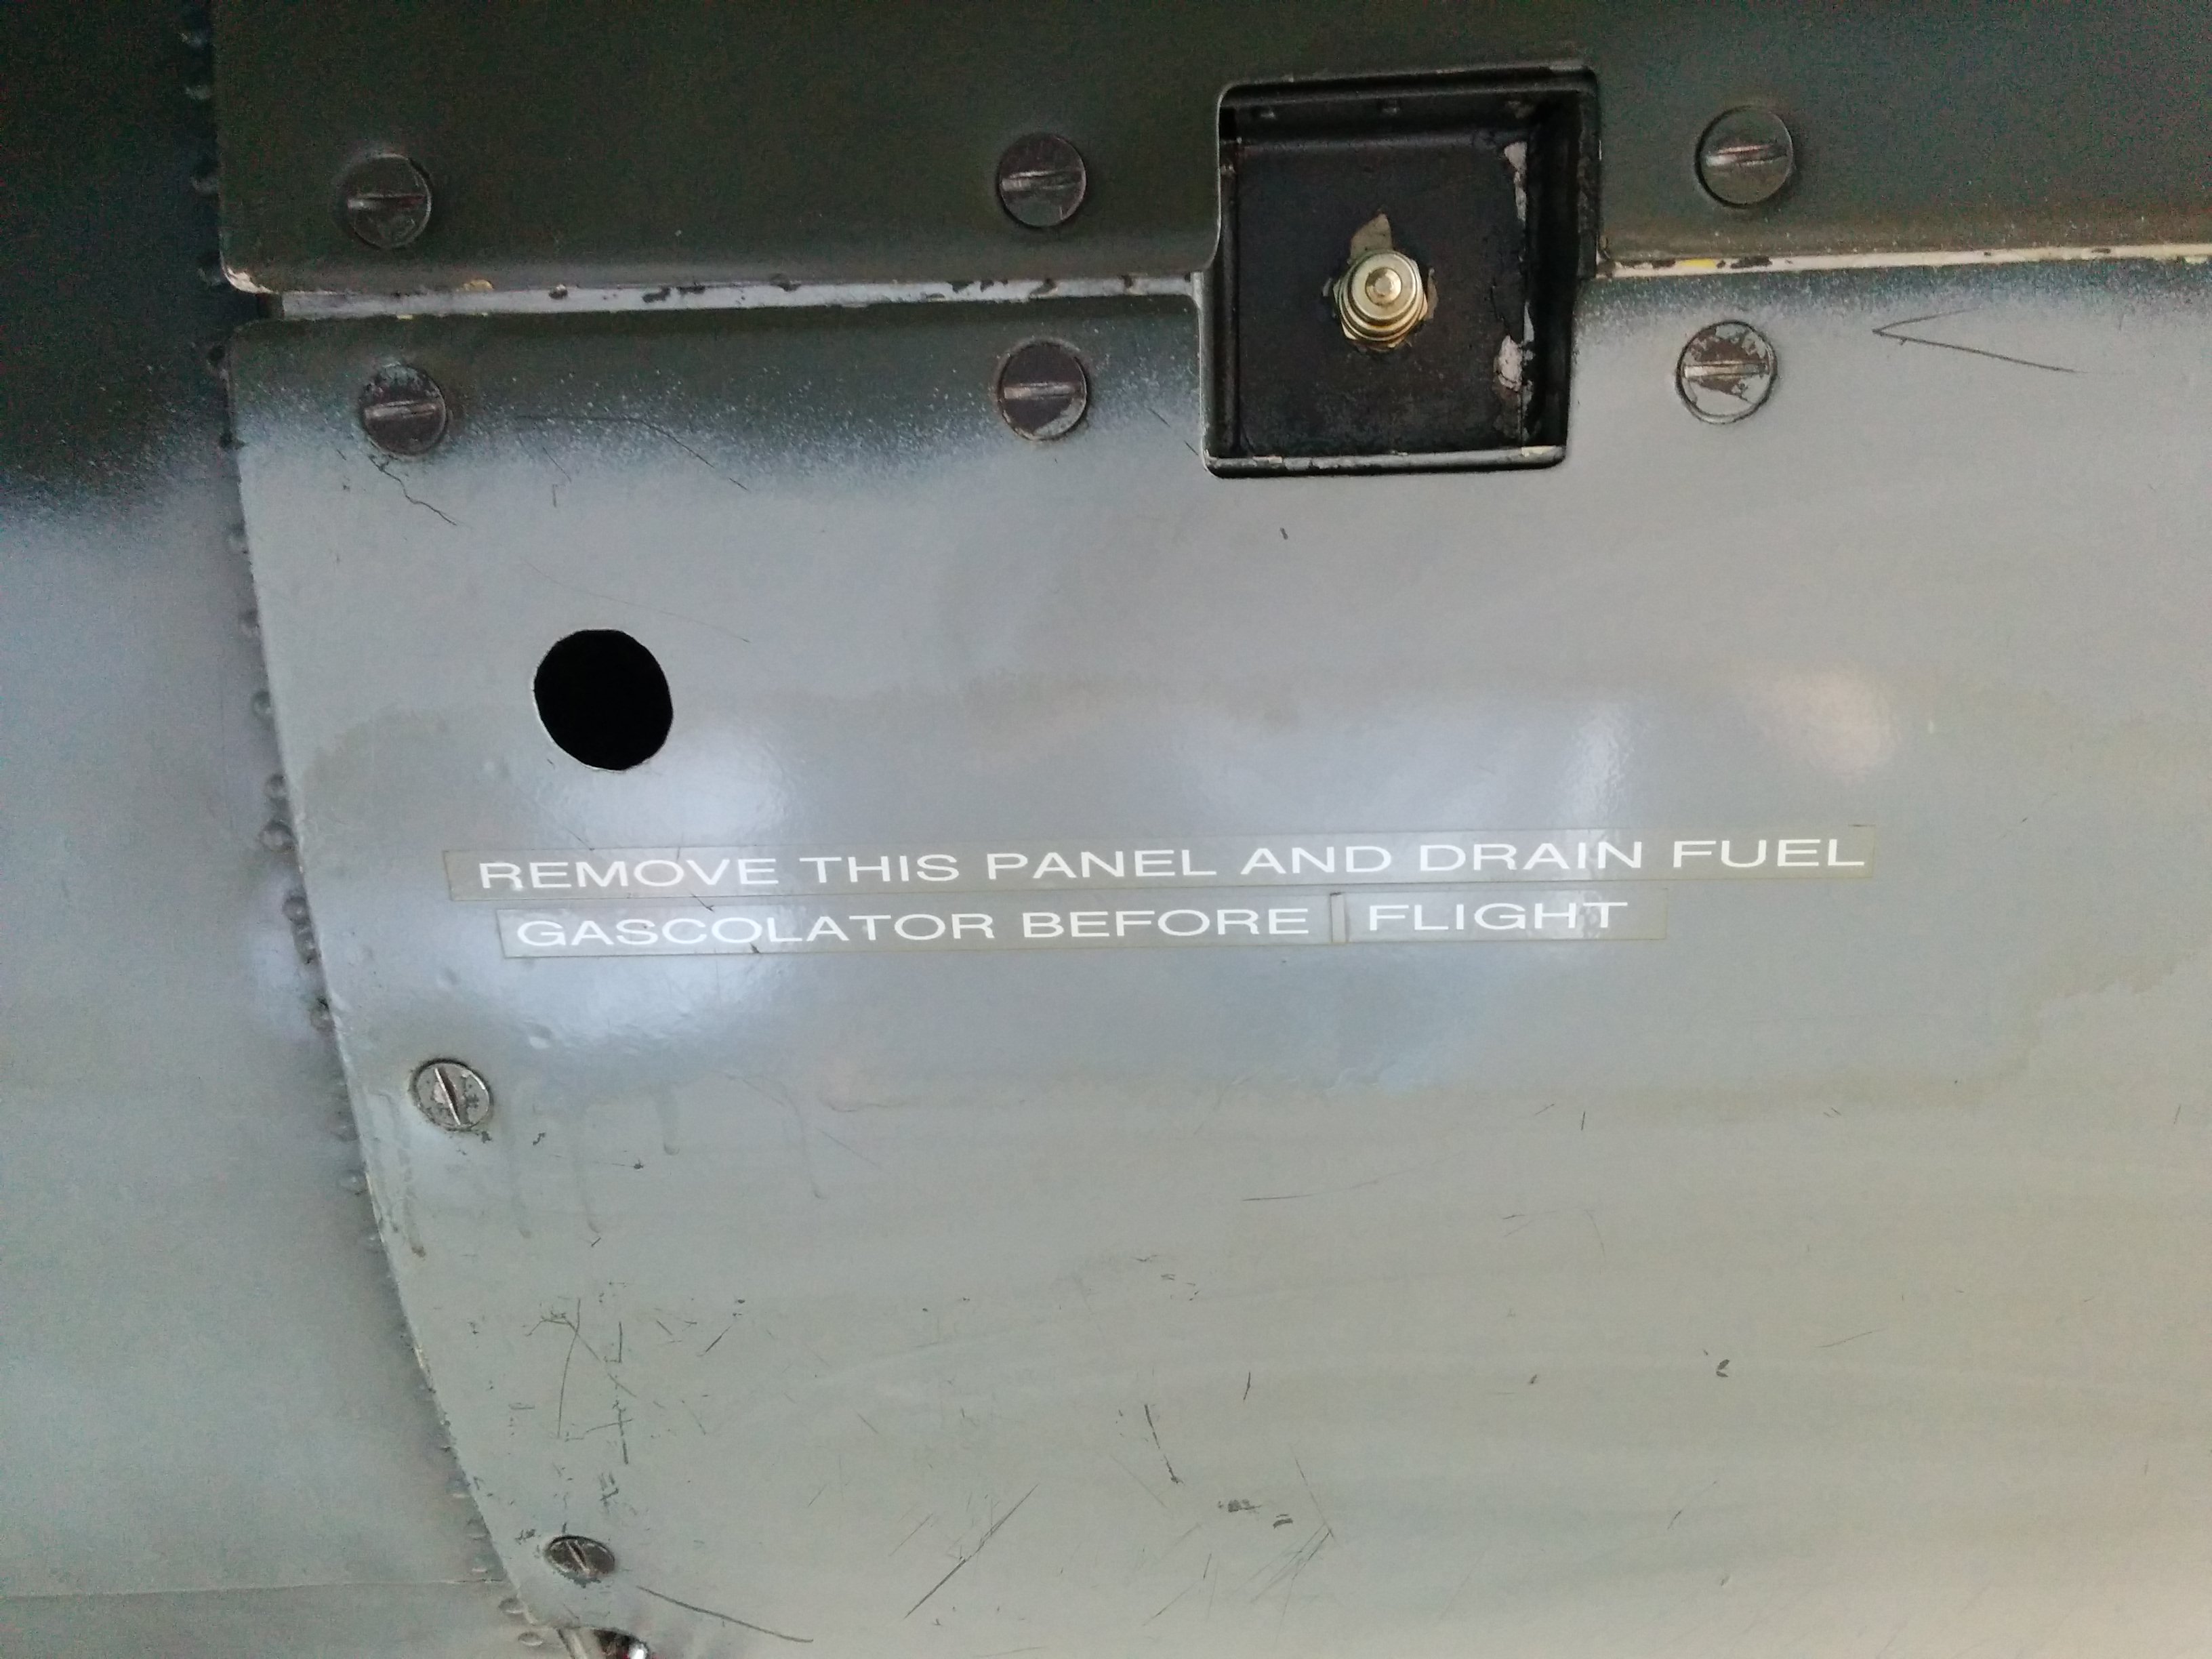 REMOVE THIS PANEL AND DRAIN FUEL
GASCOLATOR BEFORE FLIGHT